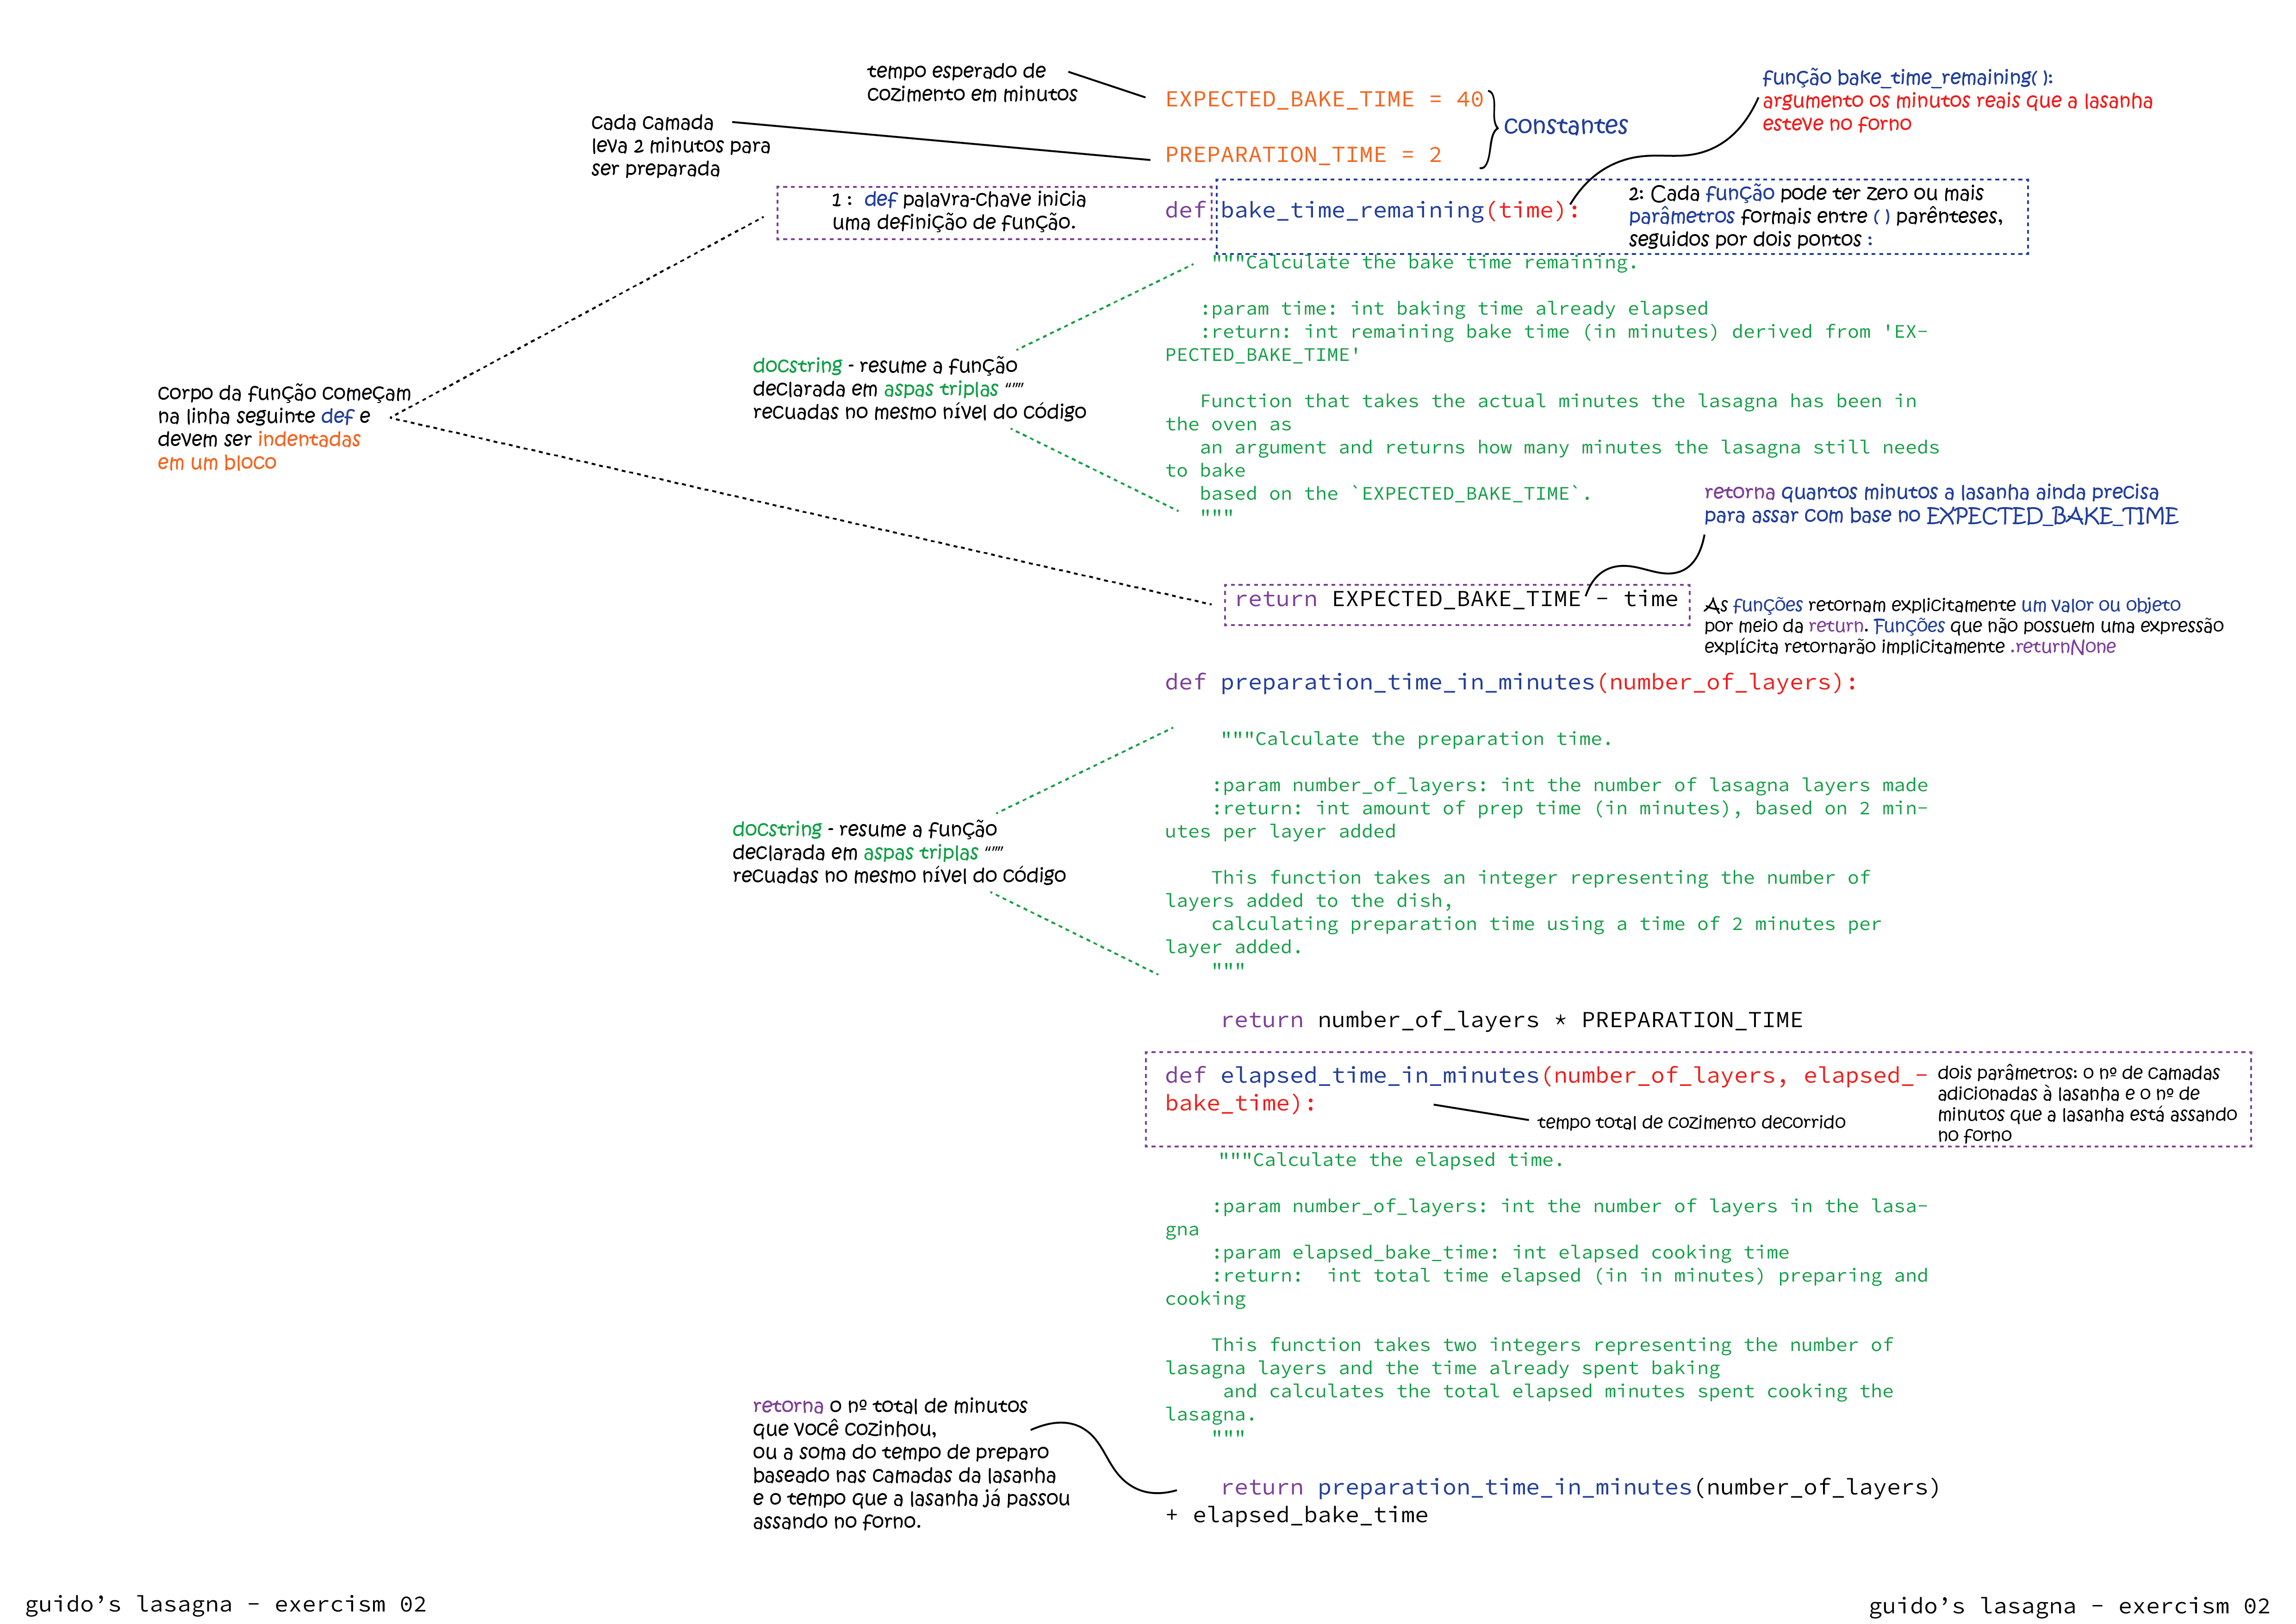 tempo esperado de
cozimento em minutos
EXPECTED_BAKE_TIME = 40
constantes
função bake_time_remaining( ):
argumento os minutos reais que a lasanha
esteve no forno
Cada camada
leva 2 minutos para
ser preparada
PREPARATION_TIME = 2
1 : def palavra-chave inicia
uma definição de função.
def bake_time_remaining(time):
2: Cada função pode ter zero ou mais
parâmetros formais entre ( ) parênteses,
seguidos por dois pontos :
"""Calculate the bake time remaining.
:param time: int baking time already elapsed
:return: int remaining bake time (in minutes) derived from 'EX-
PECTED_BAKE_TIME'
docstring - resume a função
declarada em aspas triplas “””
recuadas no mesmo nível do código
corpo da função começam
na linha seguinte def e
devem ser indentadas
em um bloco
Function that takes the actual minutes the lasagna has been in
the oven as
an argument and returns how many minutes the lasagna still needs
to bake
based on the `EXPECTED_BAKE_TIME`.
"""
retorna quantos minutos a lasanha ainda precisa
para assar com base no EXPECTED_BAKE_TIME
return EXPECTED_BAKE_TIME - time
As funções retornam explicitamente um valor ou objeto
por meio da return. Funções que não possuem uma expressão
explícita retornarão implicitamente .returnNone
def preparation_time_in_minutes(number_of_layers):
"""Calculate the preparation time.
:param number_of_layers: int the number of lasagna layers made
:return: int amount of prep time (in minutes), based on 2 min-
utes per layer added
docstring - resume a função
declarada em aspas triplas “””
recuadas no mesmo nível do código
This function takes an integer representing the number of
layers added to the dish,
calculating preparation time using a time of 2 minutes per
layer added.
"""
return number_of_layers * PREPARATION_TIME
def elapsed_time_in_minutes(number_of_layers, elapsed_-
bake_time):
tempo total de cozimento decorrido
dois parâmetros: o nº de camadas
adicionadas à lasanha e o nº de
minutos que a lasanha está assando
no forno
"""Calculate the elapsed time.
:param number_of_layers: int the number of layers in the lasa-
gna
:param elapsed_bake_time: int elapsed cooking time
:return:  int total time elapsed (in in minutes) preparing and
cooking
This function takes two integers representing the number of
lasagna layers and the time already spent baking
and calculates the total elapsed minutes spent cooking the
lasagna.
"""
retorna o nº total de minutos
que você cozinhou,
ou a soma do tempo de preparo
baseado nas camadas da lasanha
e o tempo que a lasanha já passou
assando no forno.
return preparation_time_in_minutes(number_of_layers)
+ elapsed_bake_time
guido’s lasagna - exercism 02
guido’s lasagna - exercism 02